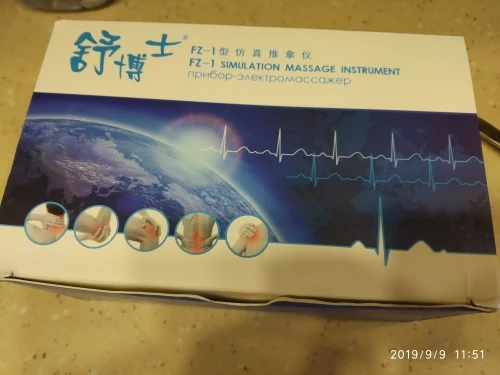 舒博士®
FZ-1型仿真推拿仪
FZ-1 SIMULATION MASSAGE INSTRUMENT
прибор-электромассажер
2019/9/9 11:51